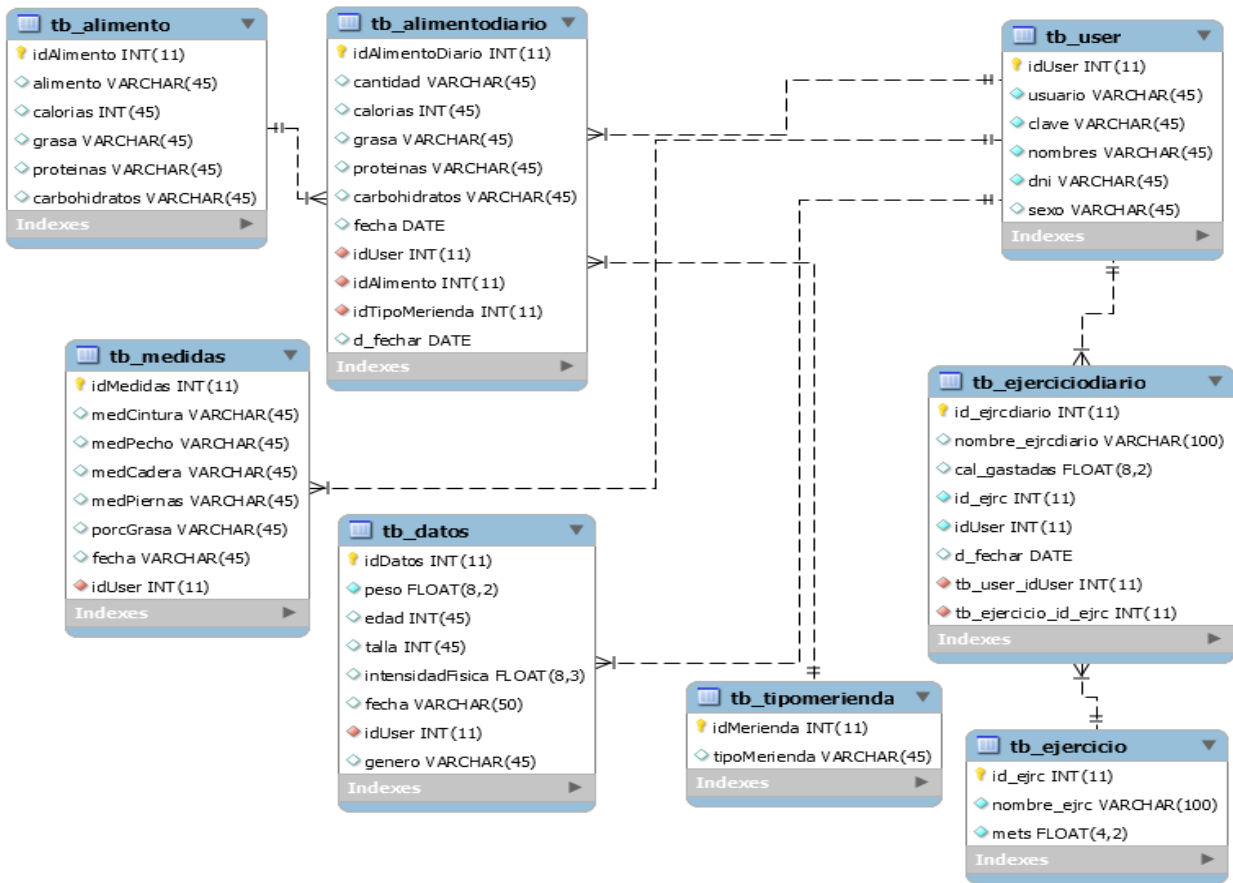 tb_alimento
idAlimento INT(11)
alimento VARCHAR(45)
calorias INT(45)
grasa VARCHAR(45)
proteinas VARCHAR(45)
carbohidratos VARCHAR(45)
Indexes
tb_alimentodiario
idAlimentoDiario INT(11)
cantidad VARCHAR(45)
calorias INT(45)
grasa VARCHAR(45)
proteinas VARCHAR(45)
carbohidratos VARCHAR(45)
fecha DATE
idUser INT(11)
idAlimento INT(11)
idTipoMerienda INT(11)
d_fechar DATE
Indexes
tb_user
idUser INT(11)
usuario VARCHAR(45)
clave VARCHAR(45)
nombres VARCHAR(45)
dni VARCHAR(45)
sexo VARCHAR(45)
Indexes
tb_medidas
idMedidas INT(11)
medCintura VARCHAR(45)
medPecho VARCHAR(45)
medCadera VARCHAR(45)
medPiernas VARCHAR(45)
porcGrasa VARCHAR(45)
fecha VARCHAR(45)
idUser INT(11)
Indexes
tb_datos
idDatos INT(11)
peso FLOAT(8,2)
edad INT(45)
talla INT(45)
intensidadFisica FLOAT(8,3)
fecha VARCHAR(50)
idUser INT(11)
genero VARCHAR(45)
Indexes
tb_ejerciciodiario
id_ejrcdiario INT(11)
nombre_ejrcdiario VARCHAR(100)
cal_gastadas FLOAT(8,2)
id_ejrc INT(11)
idUser INT(11)
d_fechar DATE
tb_user_idUser INT(11)
tb_ejercicio_id_ejrc INT(11)
Indexes
tb_tipomerienda
idMerienda INT(11)
tipoMerienda VARCHAR(45)
Indexes
tb_ejercicio
id_ejrc INT(11)
nombre_ejrc VARCHAR(100)
mets FLOAT(4,2)
Indexes